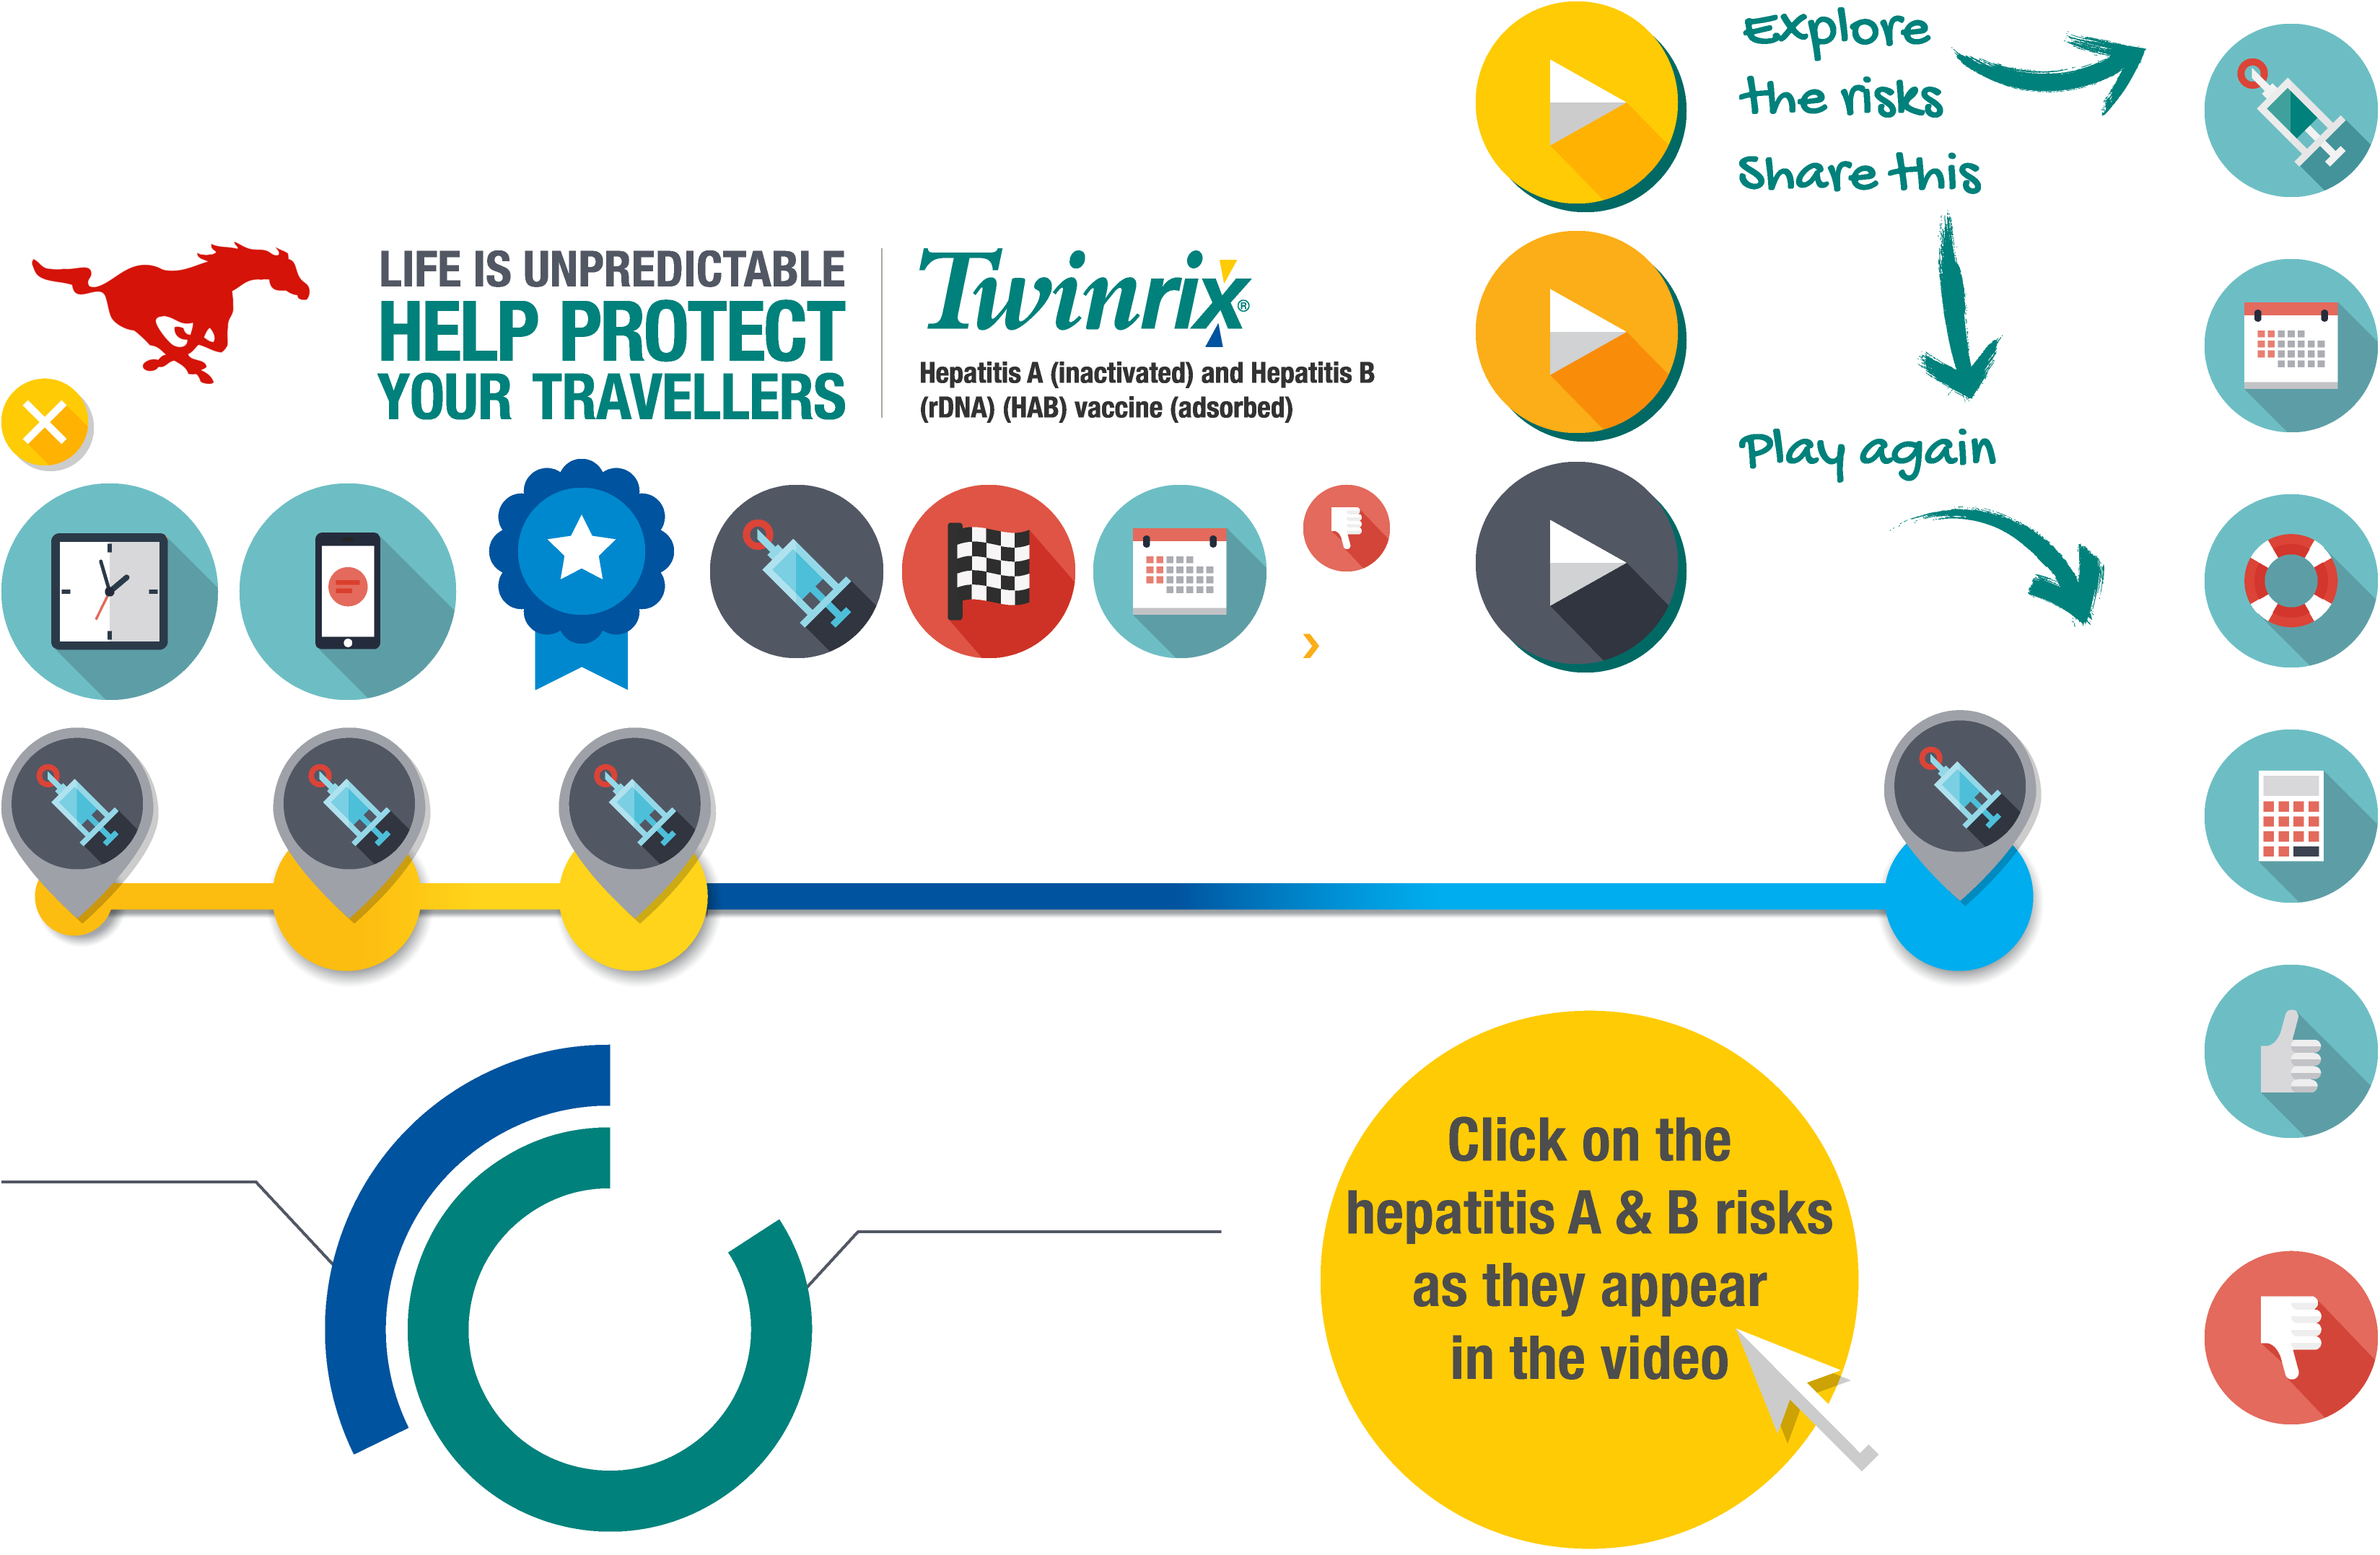 Explore
the risks
Share this
LIFE IS UNPREDICTABLE
HELP PROTECT
YOUR TRAVELLERS
Twinrix®
Hepatitis A (inactivated) and Hepatitis B
(rDNA) (HAB) vaccine (adsorbed)
Play again
Click on the
hepatitis A & B risks
as they appear
in the video